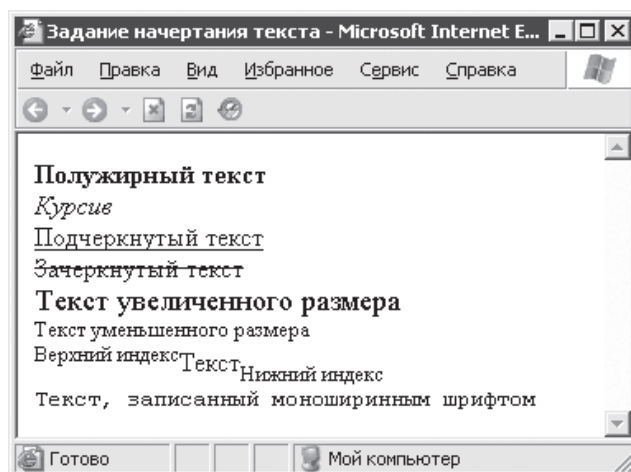 Задание начертания текста - Microsoft Internet E...
Файл Правка Вид Избранное Сервис Справка
Полужирный текст
Курсив
Подчеркнутый текст
Зачеркнутый текст
Текст увеличенного размера
Текст уменьшенного размера
Верхний индексТекстНижний индекс
Текст, записанный моноширинным шрифтом
Готово Мой компьютер